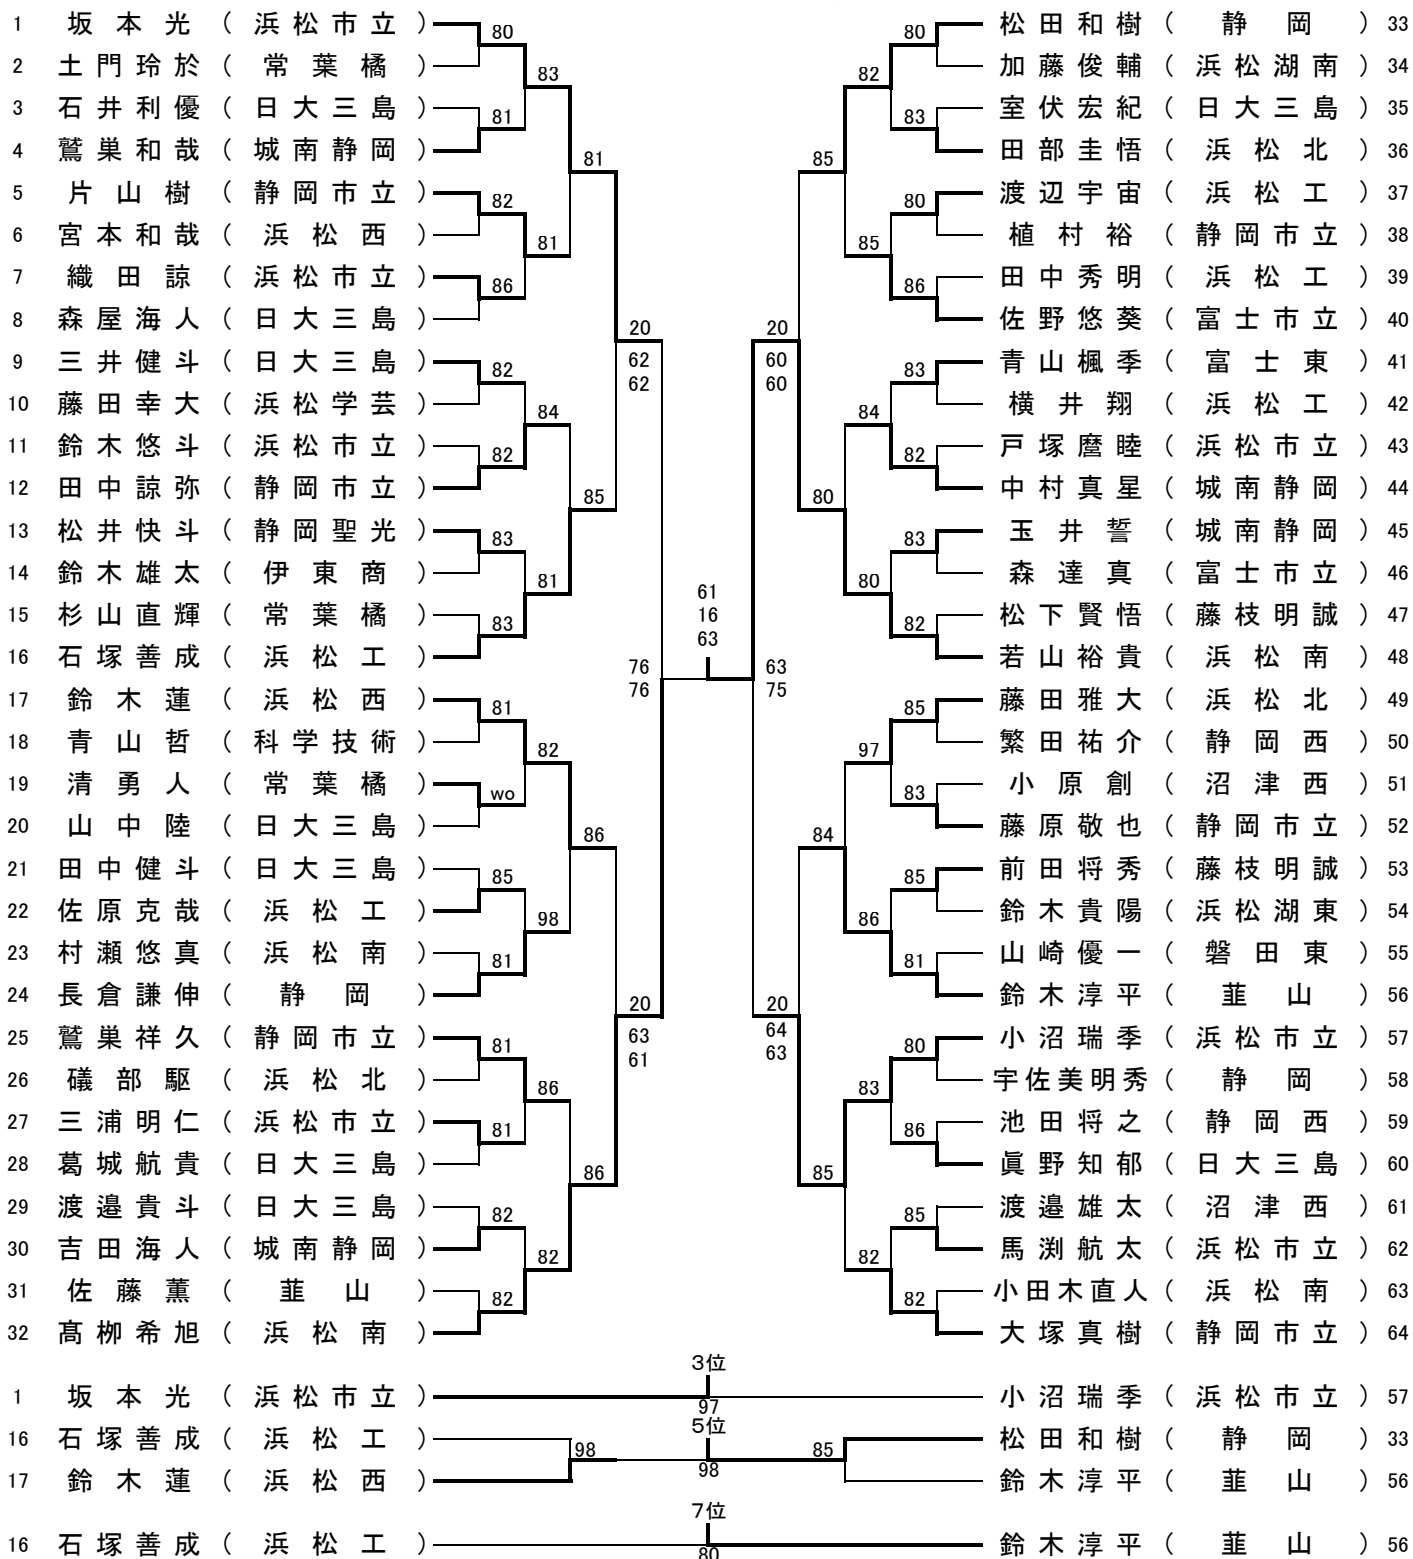 1 坂本光 ( 浜松市立 ) 80 80 松田和樹 ( 静岡 ) 33
2 土門玲於 ( 常葉橘 ) 83 82 加藤俊輔 ( 浜松湖南 ) 34
3 石井利優 ( 日大三島 ) 81 83 室伏宏紀 ( 日大三島 ) 35
4 鷲巣和哉 ( 城南静岡 ) 81 85 田部圭悟 ( 浜松北 ) 36
5 片山樹 ( 静岡市立 ) 82 80 渡辺宇宙 ( 浜松工 ) 37
6 宮本和哉 ( 浜松西 ) 81 85 植村裕 ( 静岡市立 ) 38
7 織田諒 ( 浜松市立 ) 86 86 田中秀明 ( 浜松工 ) 39
8 森屋海人 ( 日大三島 ) 20 20 佐野悠葵 ( 富士市立 ) 40
9 三井健斗 ( 日大三島 ) 82 62 60 83 青山楓季 ( 富士東 ) 41
62 60
10 藤田幸大 ( 浜松学芸 ) 84 84 横井翔 ( 浜松工 ) 42
11 鈴木悠斗 ( 浜松市立 ) 82 82 戸塚麿睦 ( 浜松市立 ) 43
12 田中諒弥 ( 静岡市立 ) 85 80 中村真星 ( 城南静岡 ) 44
13 松井快斗 ( 静岡聖光 ) 83 83 玉井誓 ( 城南静岡 ) 45
14 鈴木雄太 ( 伊東商 ) 81 80 森達真 ( 富士市立 ) 46
61
15 杉山直輝 ( 常葉橘 ) 83 16 82 松下賢悟 ( 藤枝明誠 ) 47
63
16 石塚善成 ( 浜松工 ) 76 63 若山裕貴 ( 浜松南 ) 48
76 75
17 鈴木蓮 ( 浜松西 ) 81 85 藤田雅大 ( 浜松北 ) 49
18 青山哲 ( 科学技術 ) 82 97 繁田祐介 ( 静岡西 ) 50
19 清勇人 ( 常葉橘 ) wo 83 小原創 ( 沼津西 ) 51
20 山中陸 ( 日大三島 ) 86 84 藤原敬也 ( 静岡市立 ) 52
21 田中健斗 ( 日大三島 ) 85 85 前田将秀 ( 藤枝明誠 ) 53
22 佐原克哉 ( 浜松工 ) 98 86 鈴木貴陽 ( 浜松湖東 ) 54
23 村瀬悠真 ( 浜松南 ) 81 81 山崎優一 ( 磐田東 ) 55
24 長倉謙伸 ( 静岡 ) 20 20 鈴木淳平 ( 韮山 ) 56
25 鷲巣祥久 ( 静岡市立 ) 81 63 64 80 小沼瑞季 ( 浜松市立 ) 57
61 63
26 礒部駆 ( 浜松北 ) 86 83 宇佐美明秀 ( 静岡 ) 58
27 三浦明仁 ( 浜松市立 ) 81 86 池田将之 ( 静岡西 ) 59
28 葛城航貴 ( 日大三島 ) 86 85 眞野知郁 ( 日大三島 ) 60
29 渡邉貴斗 ( 日大三島 ) 82 85 渡邉雄太 ( 沼津西 ) 61
30 吉田海人 ( 城南静岡 ) 82 82 馬渕航太 ( 浜松市立 ) 62
31 佐藤薫 ( 韮山 ) 82 82 小田木直人 ( 浜松南 ) 63
32 髙栁希旭 ( 浜松南 ) 大塚真樹 ( 静岡市立 ) 64
3位
1 坂本光 ( 浜松市立 ) 97 小沼瑞季 ( 浜松市立 ) 57
5位
16 石塚善成 ( 浜松工 ) 98 85 松田和樹 ( 静岡 ) 33
98
17 鈴木蓮 ( 浜松西 ) 鈴木淳平 ( 韮山 ) 56
7位
16 石塚善成 ( 浜松工 ) 80 鈴木淳平 ( 韮山 ) 56